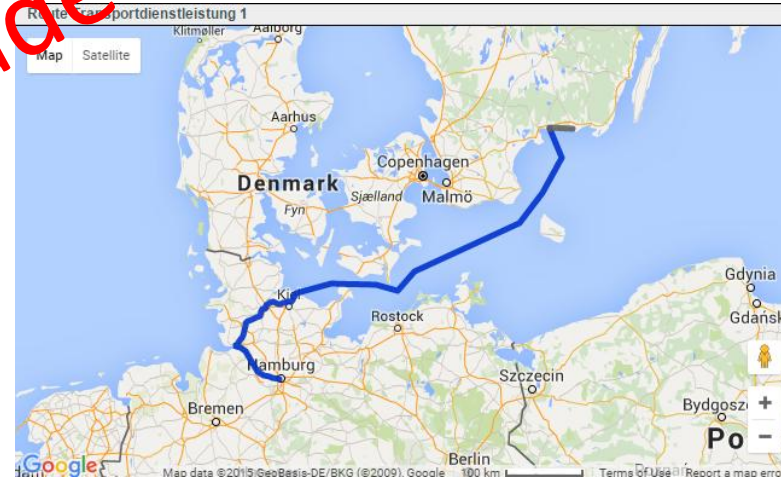 Route Transportdienstleistung 1
Klitmøller
Aalborg
Map
Satellite
Aarhus
Copenhagen
Denmark
Sjælland
Malmö
Fyn
Kiel
Gdynia
Rostock
Gdańsk
Hamburg
Szczecin
Bremen
Bydgosz
Po
Berlin
Google
Map data ©2015 GeoBasis-DE/BKG (©2009), Google
100 km
Terms of Use
Report a map error